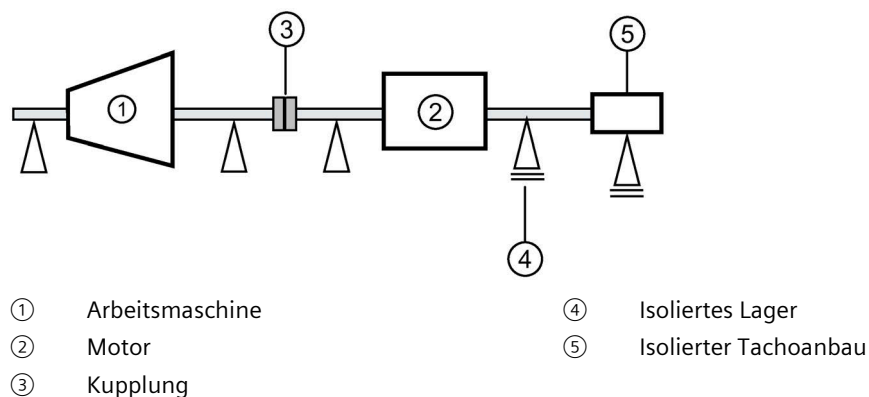 ③ ⑤
① ②
④
① Arbeitsmaschine ④ Isoliertes Lager
② Motor ⑤ Isolierter Tachoanbau
③ Kupplung